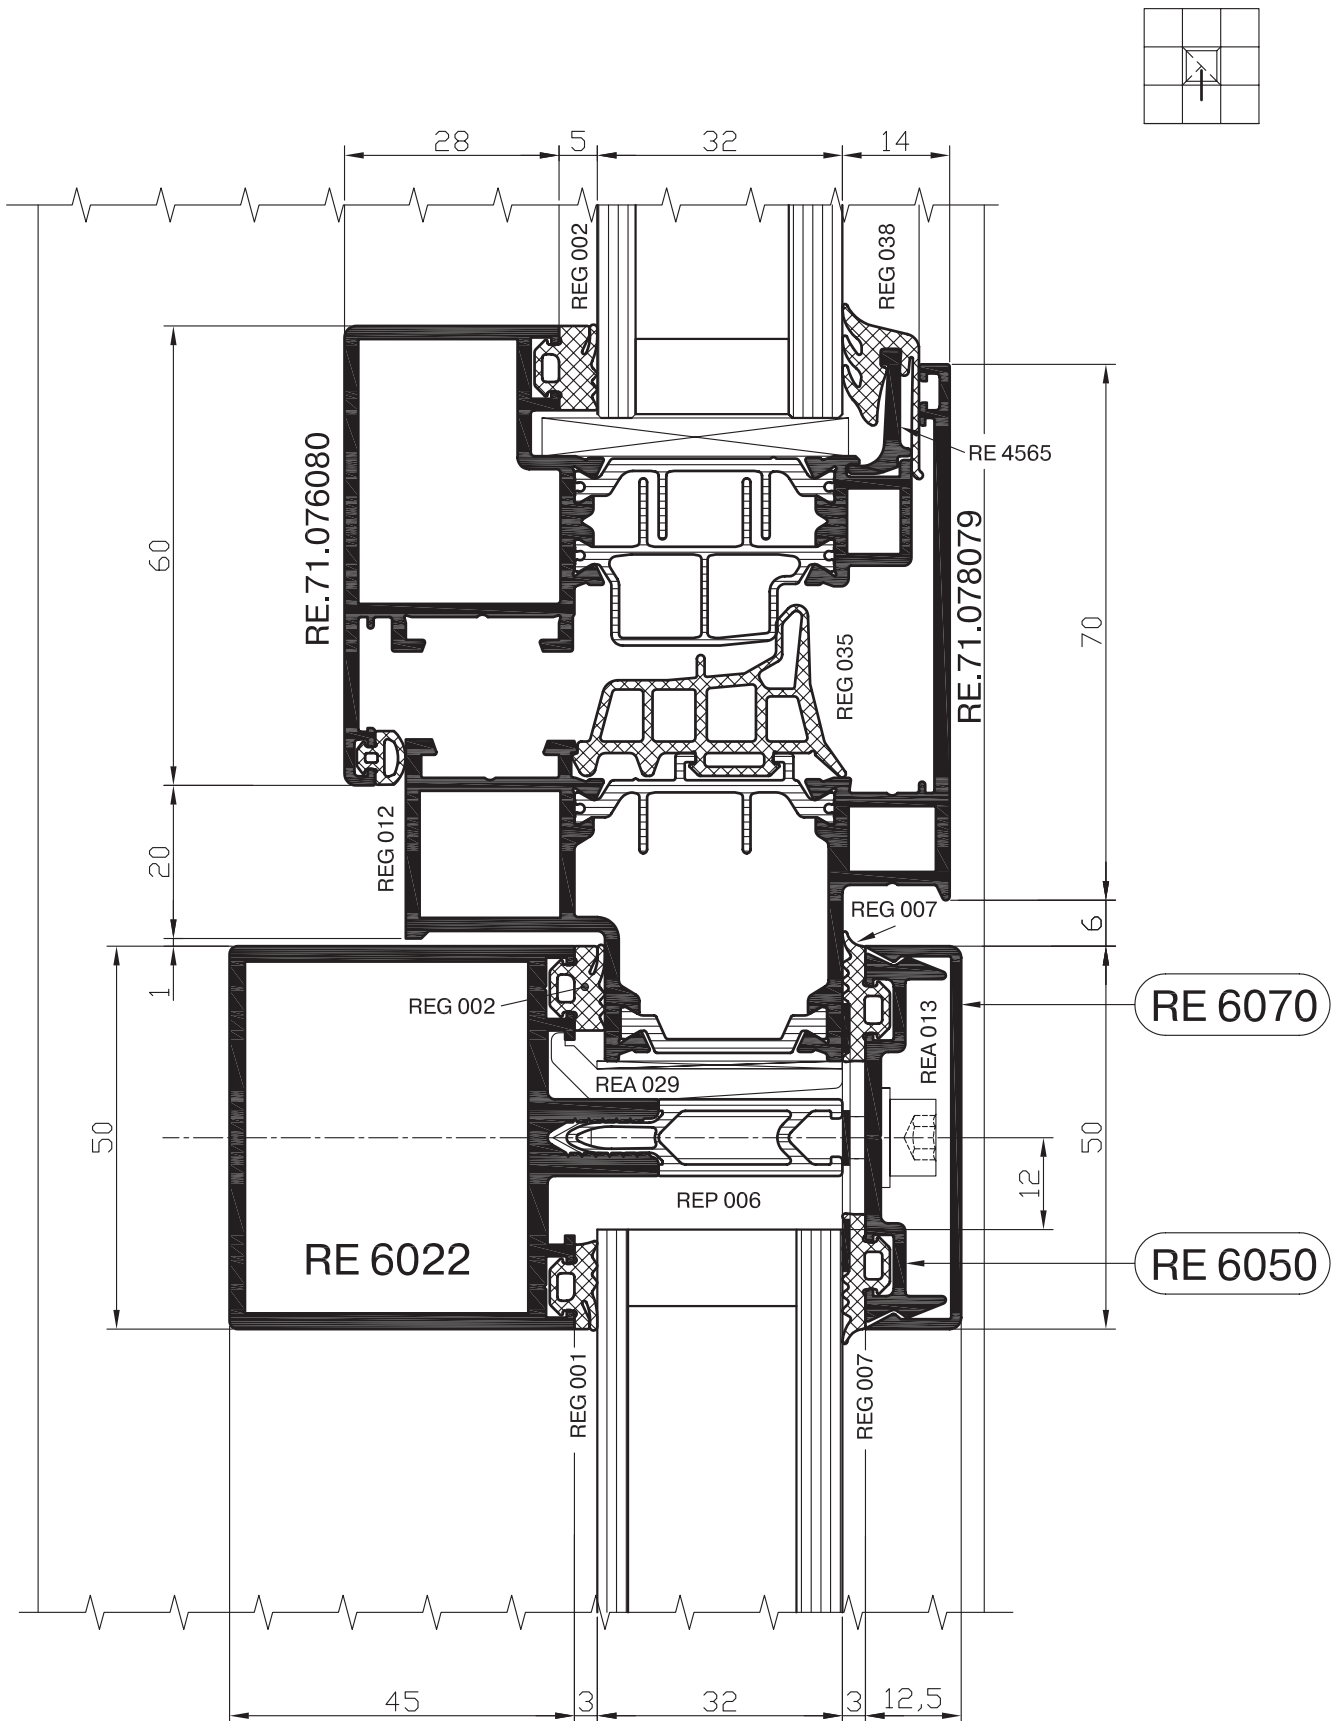 28
5
32
14
REG 002
REG 038
RE 4565
RE.71.076080
60
RE.71.078079
70
REG 035
REG 012
20
REG 007
6
1
REG 002
REA 013
RE 6070
REA 029
50
50
12
REP 006
RE 6022
RE 6050
REG 001
REG 007
45
3
32
3
12,5